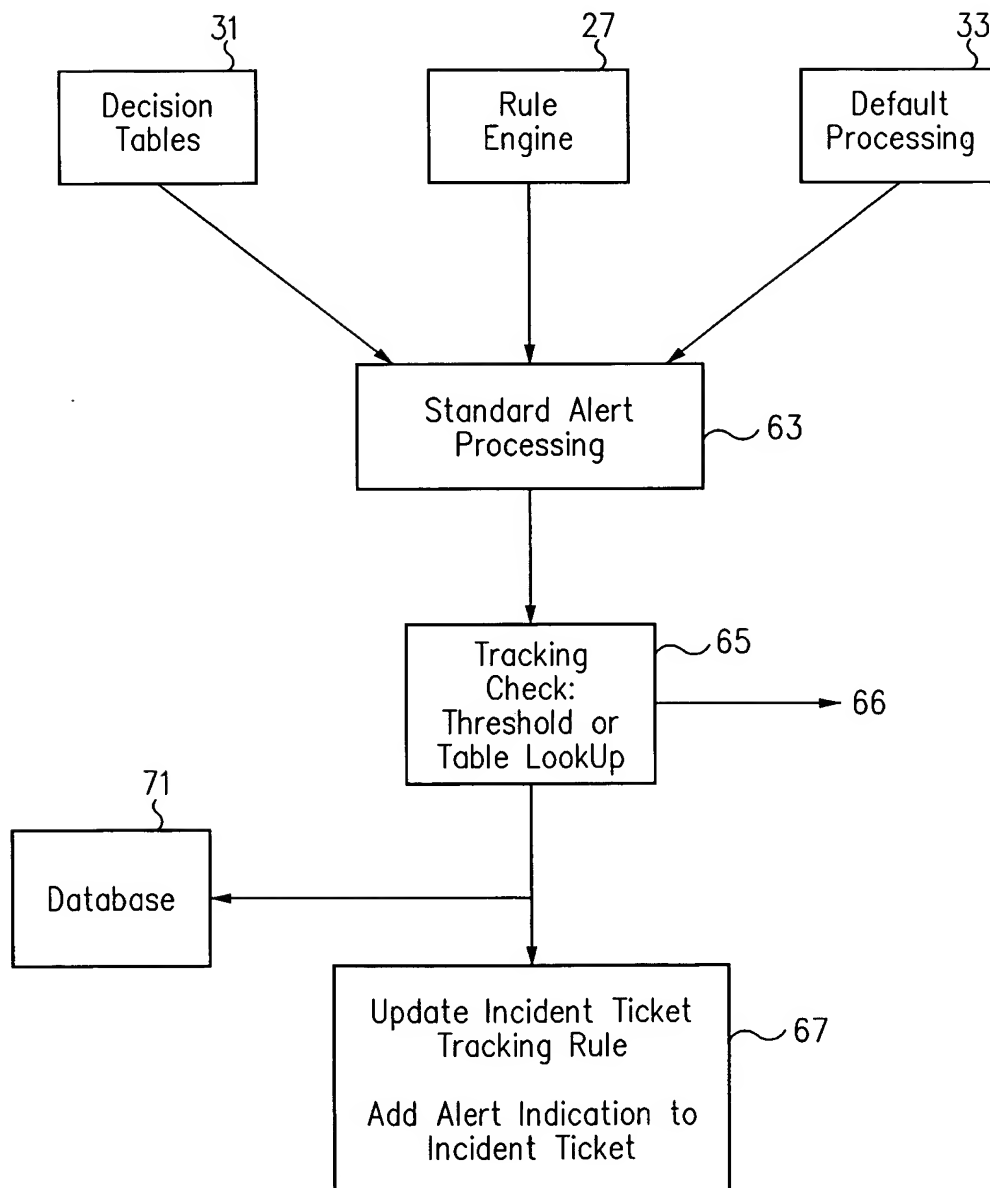 31
27
33
Decision
Tables
Rule
Engine
Default
Processing
Standard Alert
Processing
63
Tracking
Check:
Threshold or
Table LookUp
65
66
71
Database
Update Incident Ticket
Tracking Rule
Add Alert Indication to
Incident Ticket
67